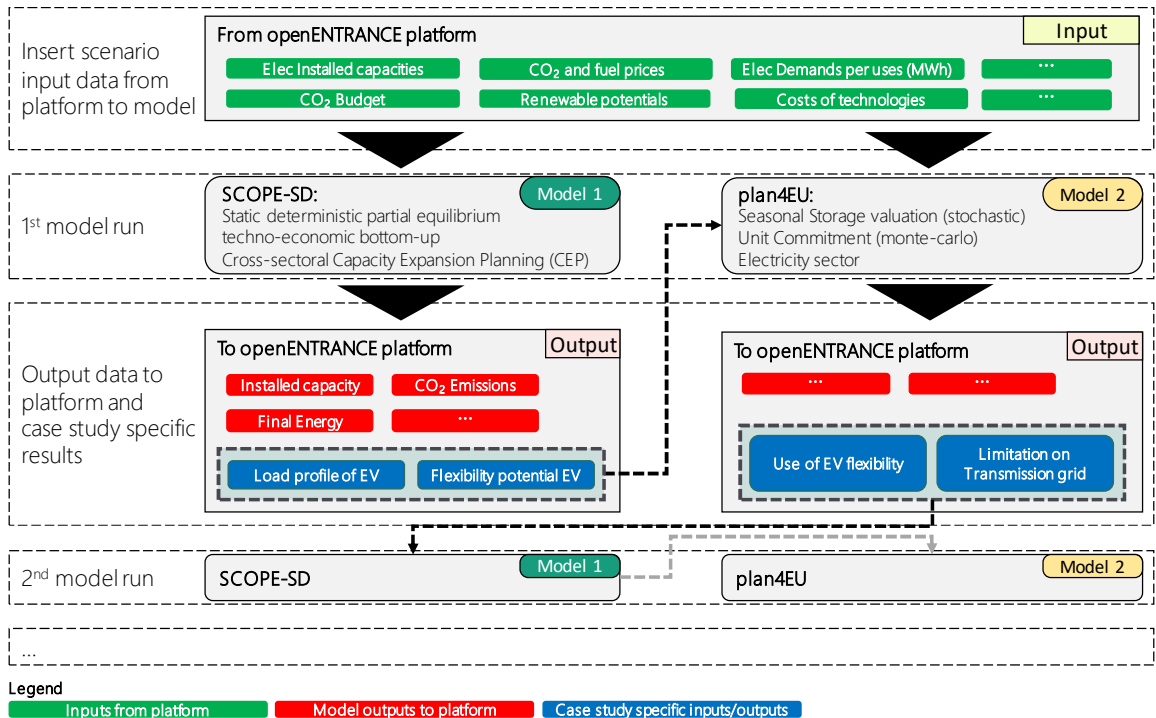 Insert scenario
input data from
platform to model
From openENTRANCE platform
Input
Elec Installed capacities
CO₂ and fuel prices
Elec Demands per uses (MWh)
...
CO₂ Budget
Renewable potentials
Costs of technologies
...
1st model run
SCOPE-SD:
Model 1
Static deterministic partial equilibrium
techno-economic bottom-up
Cross-sectoral Capacity Expansion Planning (CEP)
plan4EU:
Model 2
Seasonal Storage valuation (stochastic)
Unit Commitment (monte-carlo)
Electricity sector
Output data to
platform and
case study specific
results
To openENTRANCE platform
Output
Installed capacity
CO₂ Emissions
Final Energy
...
Load profile of EV
Flexibility potential EV
To openENTRANCE platform
Output
...
...
Use of EV flexibility
Limitation on
Transmission grid
2nd model run
SCOPE-SD
Model 1
plan4EU
Model 2
...
Legend
Inputs from platform
Model outputs to platform
Case study specific inputs/outputs